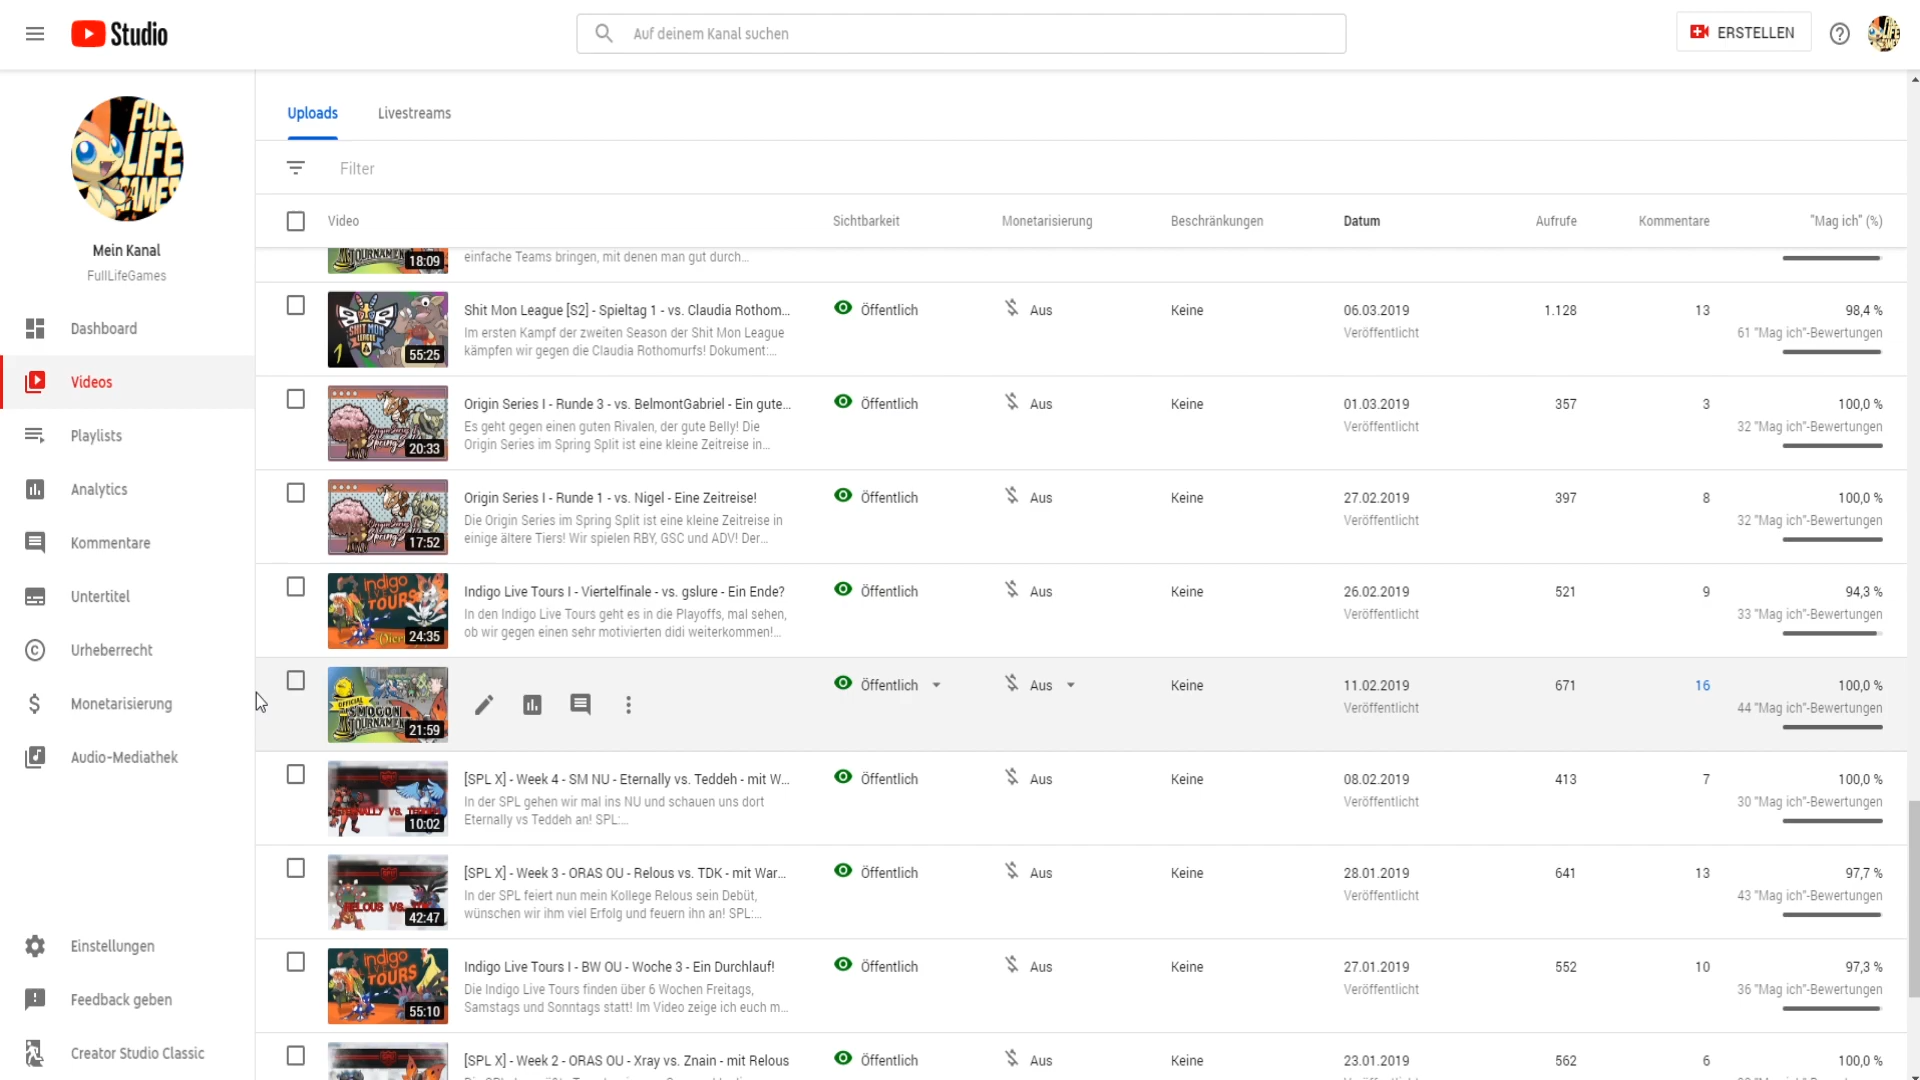 Studio
Auf deinem Kanal suchen
ERSTELLEN
FULL
LIFE
GAMES
Mein Kanal
FullLifeGames
Dashboard
Videos
Playlists
Analytics
Kommentare
Untertitel
Urheberrecht
Monetarisierung
Audio-Mediathek
Einstellungen
Feedback geben
Creator Studio Classic
Uploads Livestreams
Filter
Video Sichtbarkeit Monetarisierung Beschränkungen Datum Aufrufe Kommentare "Mag ich" (%)
18:09
einfache Teams bringen, mit denen man gut durch…
SHIT MON
LEAGUE
1
55:25
Shit Mon League [S2] - Spieltag 1 - vs. Claudia Rothom… Öffentlich Aus Keine 06.03.2019 1.128 13 98,4 %
Im ersten Kampf der zweiten Season der Shit Mon League Veröffentlicht 61 "Mag ich"-Bewertungen
kämpfen wir gegen die Claudia Rothomurfs! Dokument:…
20:33
Origin Series I - Runde 3 - vs. BelmontGabriel - Ein gute… Öffentlich Aus Keine 01.03.2019 357 3 100,0 %
Es geht gegen einen guten Rivalen, der gute Belly! Die Veröffentlicht 32 "Mag ich"-Bewertungen
Origin Series im Spring Split ist eine kleine Zeitreise in…
17:52
Origin Series I - Runde 1 - vs. Nigel - Eine Zeitreise! Öffentlich Aus Keine 27.02.2019 397 8 100,0 %
Die Origin Series im Spring Split ist eine kleine Zeitreise in Veröffentlicht 32 "Mag ich"-Bewertungen
einige ältere Tiers! Wir spielen RBY, GSC und ADV! Der…
indigo
TOURS
24:35
Indigo Live Tours I - Viertelfinale - vs. gslure - Ein Ende? Öffentlich Aus Keine 26.02.2019 521 9 94,3 %
In den Indigo Live Tours geht es in die Playoffs, mal sehen, Veröffentlicht 33 "Mag ich"-Bewertungen
ob wir gegen einen sehr motivierten didi weiterkommen!…
OFFICIAL
SMOGON
TOURNAMENT
21:59
Öffentlich Aus Keine 11.02.2019 671 16 100,0 %
Veröffentlicht 44 "Mag ich"-Bewertungen
10:02
[SPL X] - Week 4 - SM NU - Eternally vs. Teddeh - mit W… Öffentlich Aus Keine 08.02.2019 413 7 100,0 %
In der SPL gehen wir mal ins NU und schauen uns dort Veröffentlicht 30 "Mag ich"-Bewertungen
Eternally vs Teddeh an! SPL:…
RELOUS VS. TDK
42:47
[SPL X] - Week 3 - ORAS OU - Relous vs. TDK - mit War… Öffentlich Aus Keine 28.01.2019 641 13 97,7 %
In der SPL feiert nun mein Kollege Relous sein Debüt, Veröffentlicht 43 "Mag ich"-Bewertungen
wünschen wir ihm viel Erfolg und feuern ihn an! SPL:…
indigo
TOURS
55:10
Indigo Live Tours I - BW OU - Woche 3 - Ein Durchlauf! Öffentlich Aus Keine 27.01.2019 552 10 97,3 %
Die Indigo Live Tours finden über 6 Wochen Freitags, Veröffentlicht 36 "Mag ich"-Bewertungen
Samstags und Sonntags statt! Im Video zeige ich euch m…
[SPL X] - Week 2 - ORAS OU - Xray vs. Znain - mit Relous Öffentlich Aus Keine 23.01.2019 562 6 100,0 %